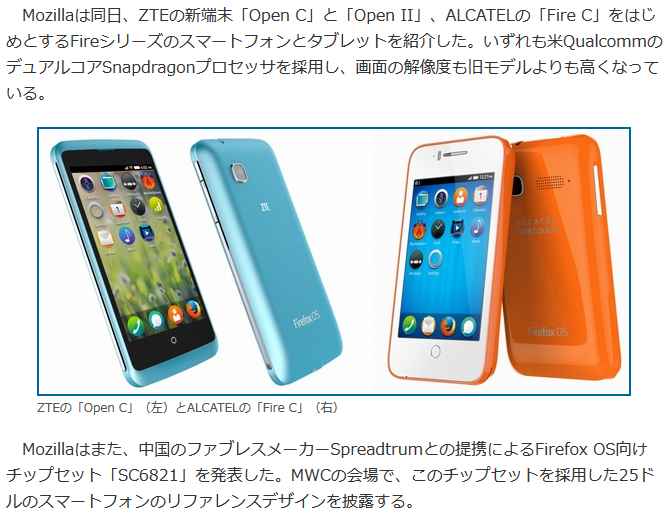 Mozillaは同日、ZTEの新端末「Open C」と「Open II」、ALCATELの「Fire C」をはじ
めとするFireシリーズのスマートフォンとタブレットを紹介した。いずれも米Qualcommの
デュアルコアSnapdragonプロセッサを採用し、画面の解像度も旧モデルよりも高くなって
いる。
ZTE
Firefox OS
ALCATEL
onetouch
Firefox OS
ZTEの「Open C」（左）とALCATELの「Fire C」（右）
Mozillaはまた、中国のファブレスメーカーSpreadtrumとの提携によるFirefox OS向け
チップセット「SC6821」を発表した。MWCの会場で、このチップセットを採用した25ド
ルのスマートフォンのリファレンスデザインを披露する。